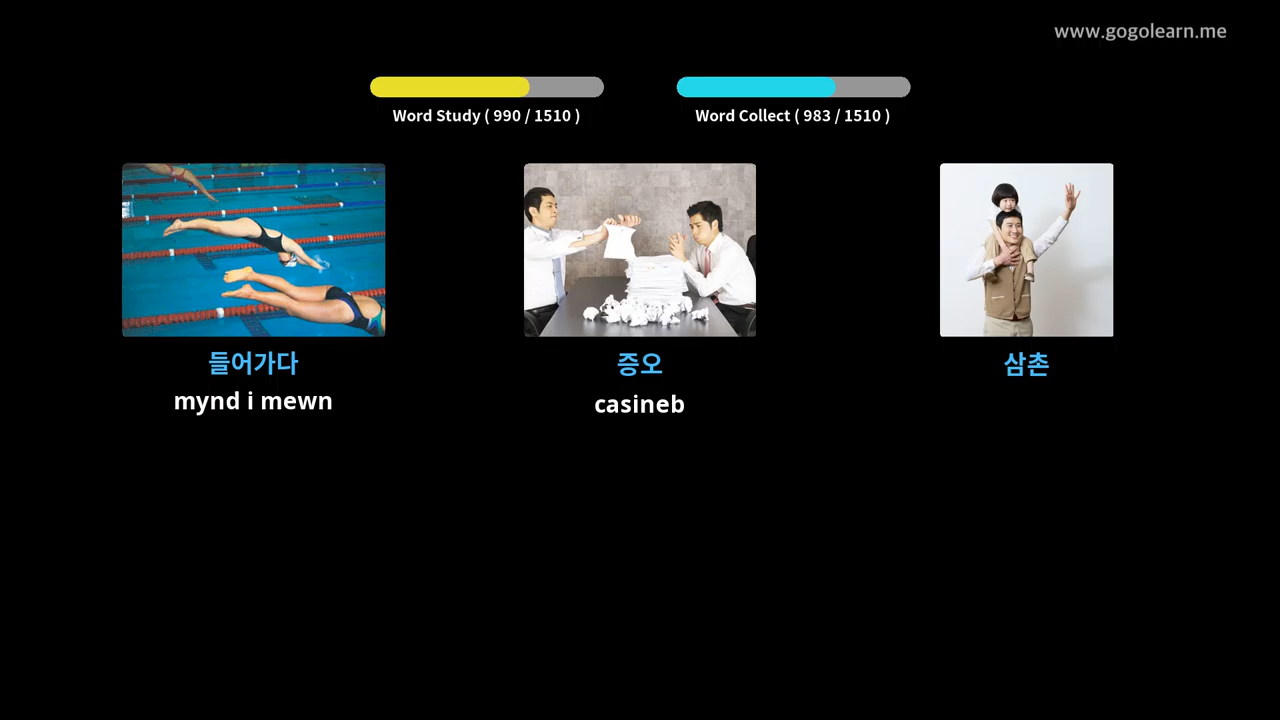 www.gogolearn.me
Word Study ( 990 / 1510 )
Word Collect ( 983 / 1510 )
들어가다
mynd i mewn
증오
casineb
삼촌